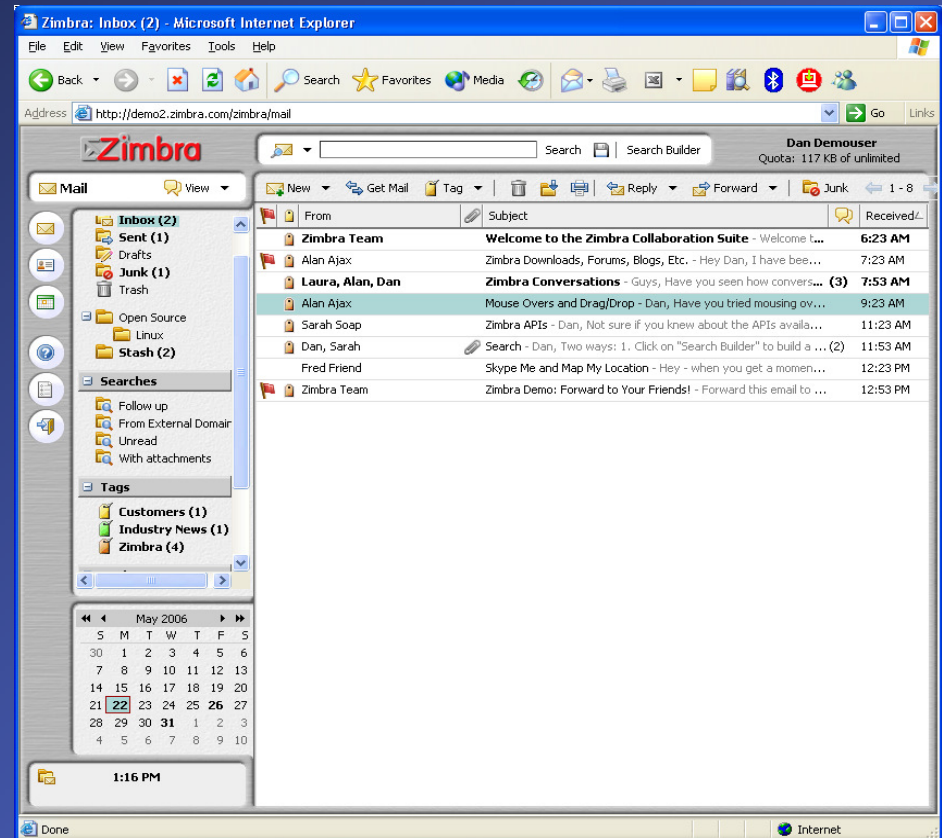 Zimbra: Inbox (2) - Microsoft Internet Explorer
File Edit View Favorites Tools Help
Back Search Favorites Media
Address http://demo2.zimbra.com/zimbra/mail Go Links
Zimbra Search Search Builder Dan Demouser
Quota: 117 KB of unlimited
Mail View New Get Mail Tag Reply Forward Junk 1 - 8
Inbox (2)
Sent (1)
Drafts
Junk (1)
Trash
Open Source
Linux
Stash (2)
Searches
Follow up
From External Domair
Unread
With attachments
Tags
Customers (1)
Industry News (1)
Zimbra (4)
From Subject Received
Zimbra Team Welcome to the Zimbra Collaboration Suite - Welcome t... 6:23 AM
Alan Ajax Zimbra Downloads, Forums, Blogs, Etc. - Hey Dan, I have bee... 7:23 AM
Laura, Alan, Dan Zimbra Conversations - Guys, Have you seen how convers... (3) 7:53 AM
Alan Ajax Mouse Overs and Drag/Drop - Dan, Have you tried mousing ov... 9:23 AM
Sarah Soap Zimbra APIs - Dan, Not sure if you knew about the APIs availa... 11:23 AM
Dan, Sarah Search - Dan, Two ways: 1. Click on "Search Builder" to build a ... (2) 11:53 AM
Fred Friend Skype Me and Map My Location - Hey - when you get a momen... 12:23 PM
Zimbra Team Zimbra Demo: Forward to Your Friends! - Forward this email to ... 12:53 PM
May 2006
S M T W T F S
30 1 2 3 4 5 6
7 8 9 10 11 12 13
14 15 16 17 18 19 20
21 22 23 24 25 26 27
28 29 30 31 1 2 3
4 5 6 7 8 9 10
1:16 PM
Done Internet